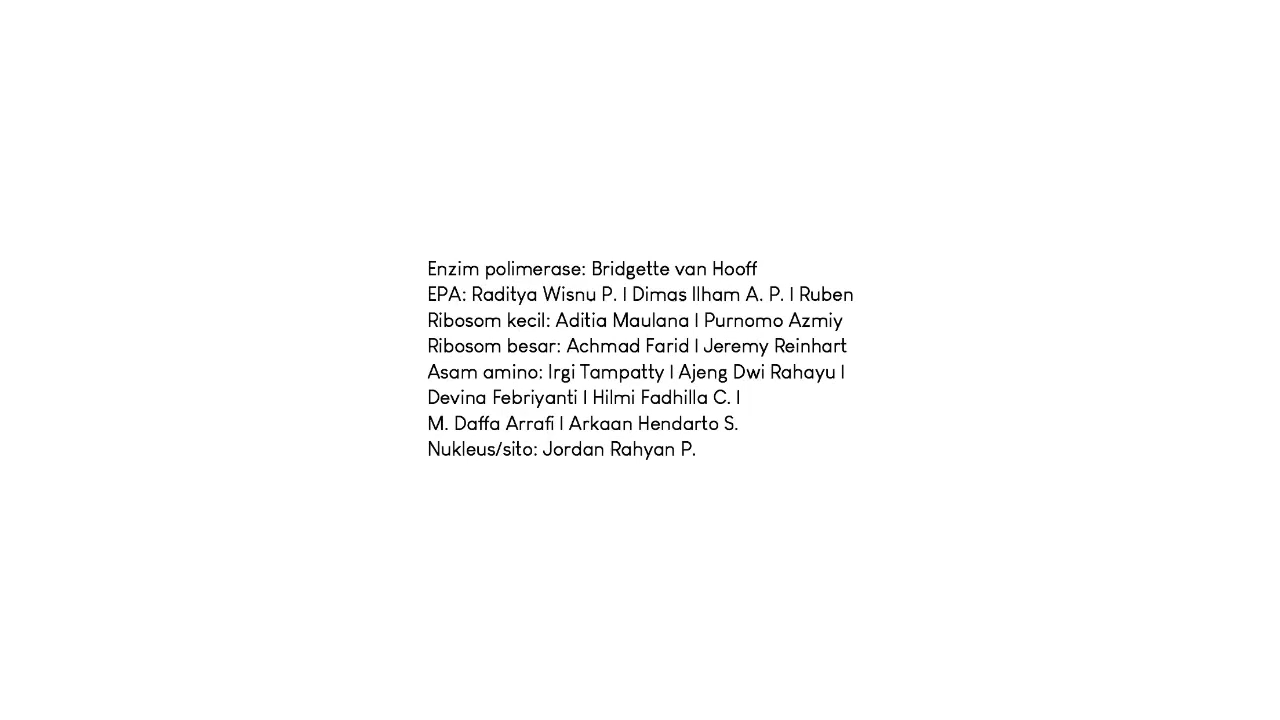 Enzim polimerase: Bridgette van Hooff
EPA: Raditya Wisnu P. | Dimas Ilham A. P. | Ruben
Ribosom kecil: Aditia Maulana | Purnomo Azmiy
Ribosom besar: Achmad Farid | Jeremy Reinhart
Asam amino: Irgi Tampatty | Ajeng Dwi Rahayu |
Devina Febriyanti | Hilmi Fadhilla C. |
M. Daffa Arrafi | Arkaan Hendarto S.
Nukleus/sito: Jordan Rahyan P.